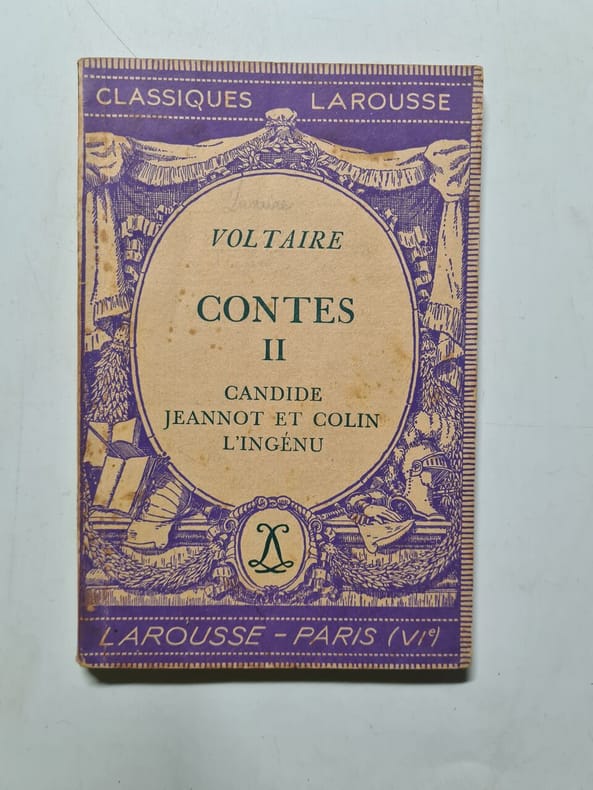 CLASSIQUES LAROUSSE
VOLTAIRE
CONTES
II
CANDIDE
JEANNOT ET COLIN
L'INGÉNU
LAROUSSE - PARIS (VIe)